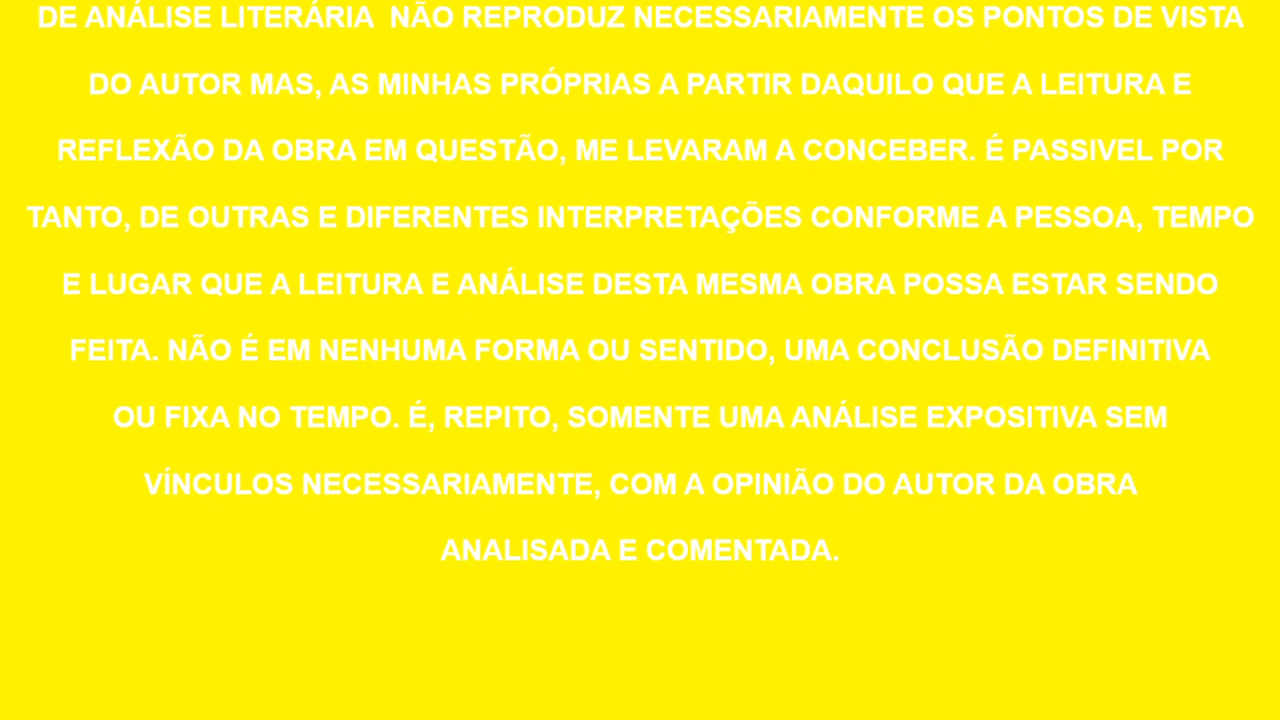 DE ANÁLISE LITERÁRIA  NÃO REPRODUZ NECESSARIAMENTE OS PONTOS DE VISTA
DO AUTOR MAS, AS MINHAS PRÓPRIAS A PARTIR DAQUILO QUE A LEITURA E
REFLEXÃO DA OBRA EM QUESTÃO, ME LEVARAM A CONCEBER. É PASSIVEL POR
TANTO, DE OUTRAS E DIFERENTES INTERPRETAÇÕES CONFORME A PESSOA, TEMPO
E LUGAR QUE A LEITURA E ANÁLISE DESTA MESMA OBRA POSSA ESTAR SENDO
FEITA. NÃO É EM NENHUMA FORMA OU SENTIDO, UMA CONCLUSÃO DEFINITIVA
OU FIXA NO TEMPO. É, REPITO, SOMENTE UMA ANÁLISE EXPOSITIVA SEM
VÍNCULOS NECESSARIAMENTE, COM A OPINIÃO DO AUTOR DA OBRA
ANALISADA E COMENTADA.